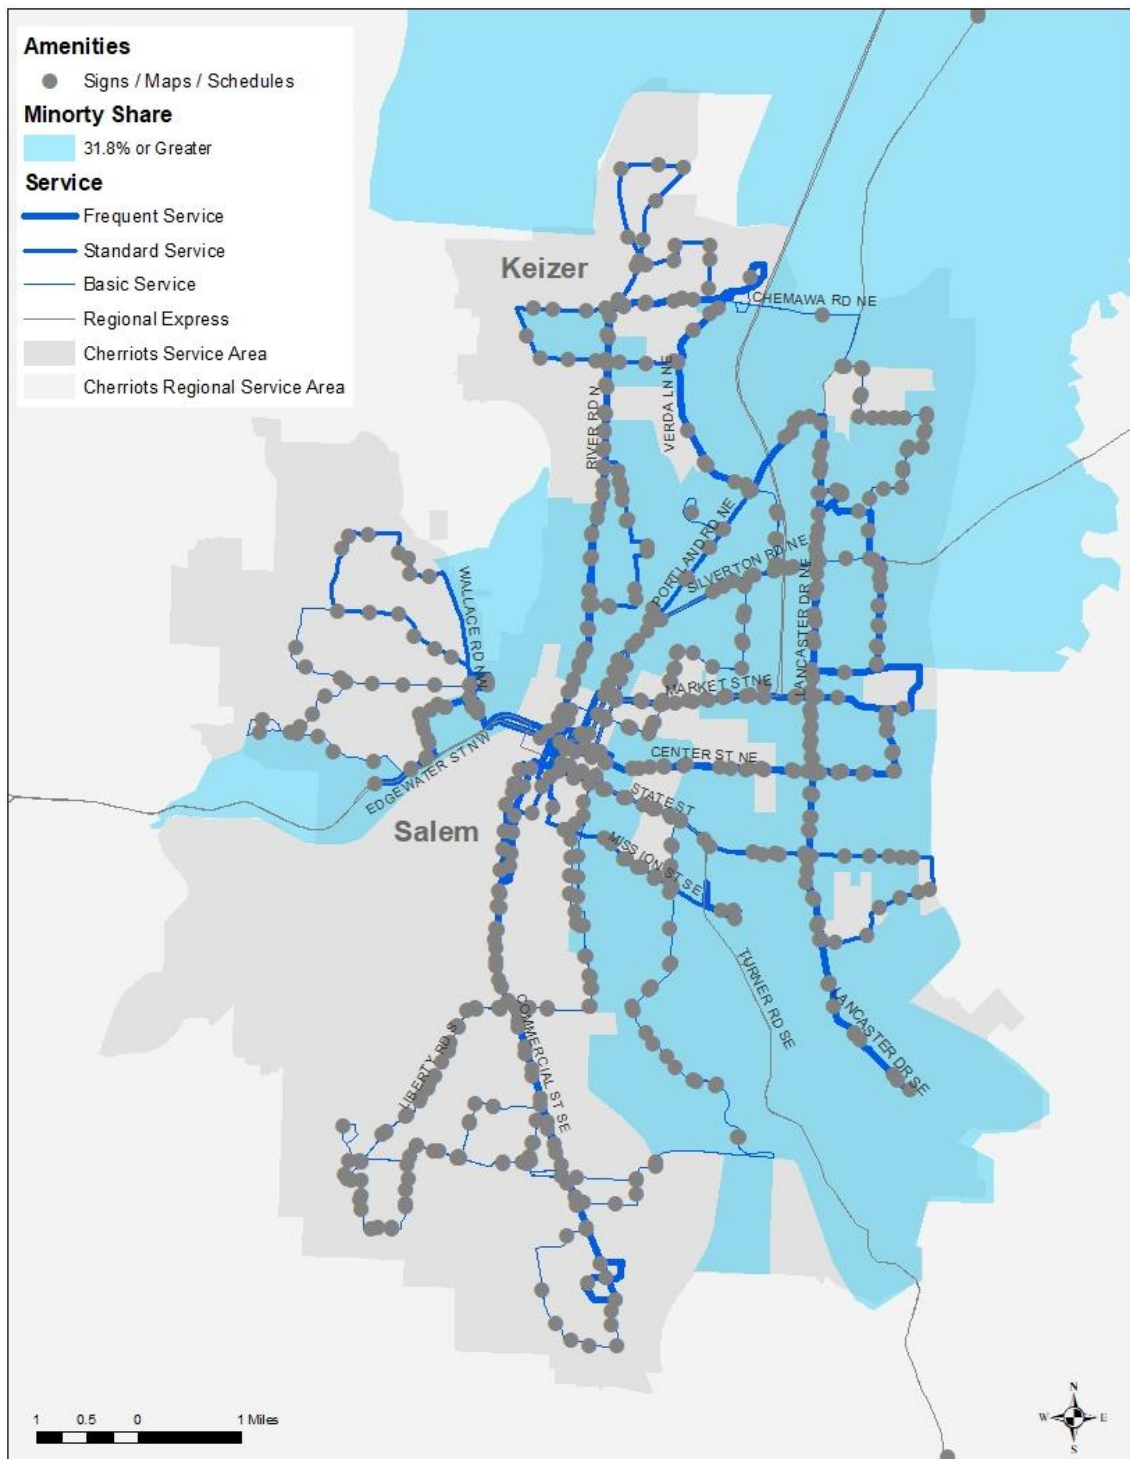 Amenities
Signs / Maps / Schedules
Minorty Share
31.8% or Greater
Service
Frequent Service
Standard Service
Basic Service
Regional Express
Cherriots Service Area
Cherriots Regional Service Area
Keizer
CHEMAWA RD NE
RIVER RD N
VERDA LN NE
PORTLAND RD NE
SILVERTON RD NE
WALLACE RD NW
LANCASTER DR NE
MARKET ST NE
CENTER ST NE
EDGEWATER ST NW
STATE ST
Salem
MISSION ST SE
TURNER RD SE
LANCASTER DR SE
COMMERCIAL ST SE
LIBERTY RD S
1 0.5 0 1 Miles
N
W E
S